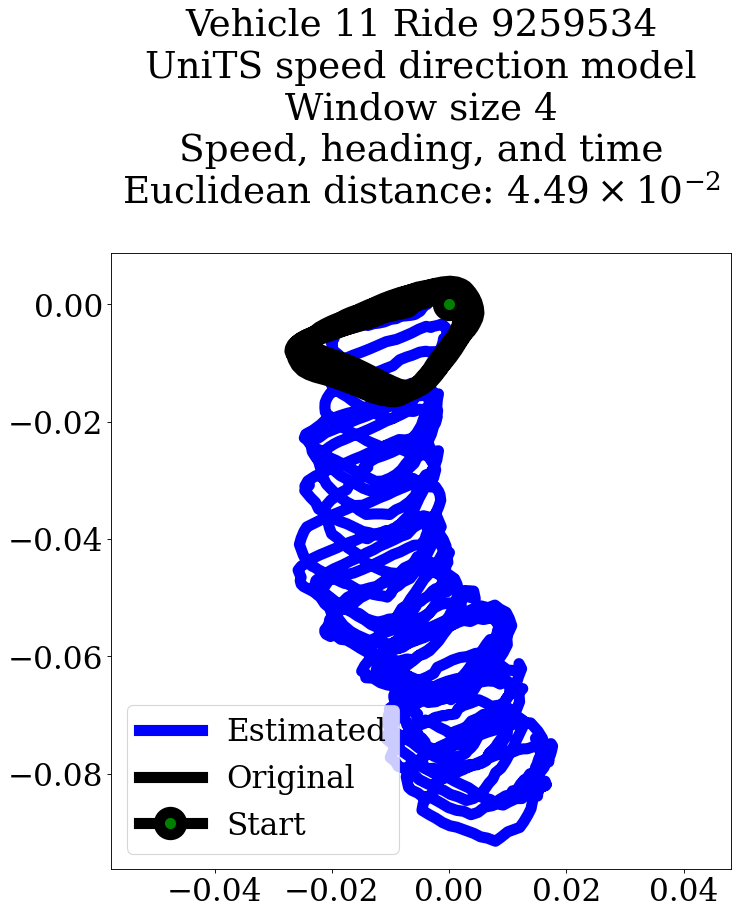 Vehicle 11 Ride 9259534
UniTS speed direction model
Window size 4
Speed, heading, and time
Euclidean distance: 4.49 × 10⁻²
0.00
−0.02
−0.04
−0.06
−0.08
Estimated
Original
Start
−0.04 −0.02 0.00 0.02 0.04